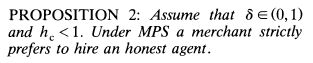 PROPOSITION 2: Assume that δ ∈ (0,1)
and h_c < 1. Under MPS a merchant strictly
prefers to hire an honest agent.